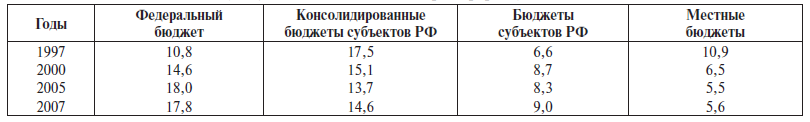 Годы Федеральный бюджет Консолидированные бюджеты субъектов РФ Бюджеты субъектов РФ Местные бюджеты
1997 10,8 17,5 6,6 10,9
2000 14,6 15,1 8,7 6,5
2005 18,0 13,7 8,3 5,5
2007 17,8 14,6 9,0 5,6